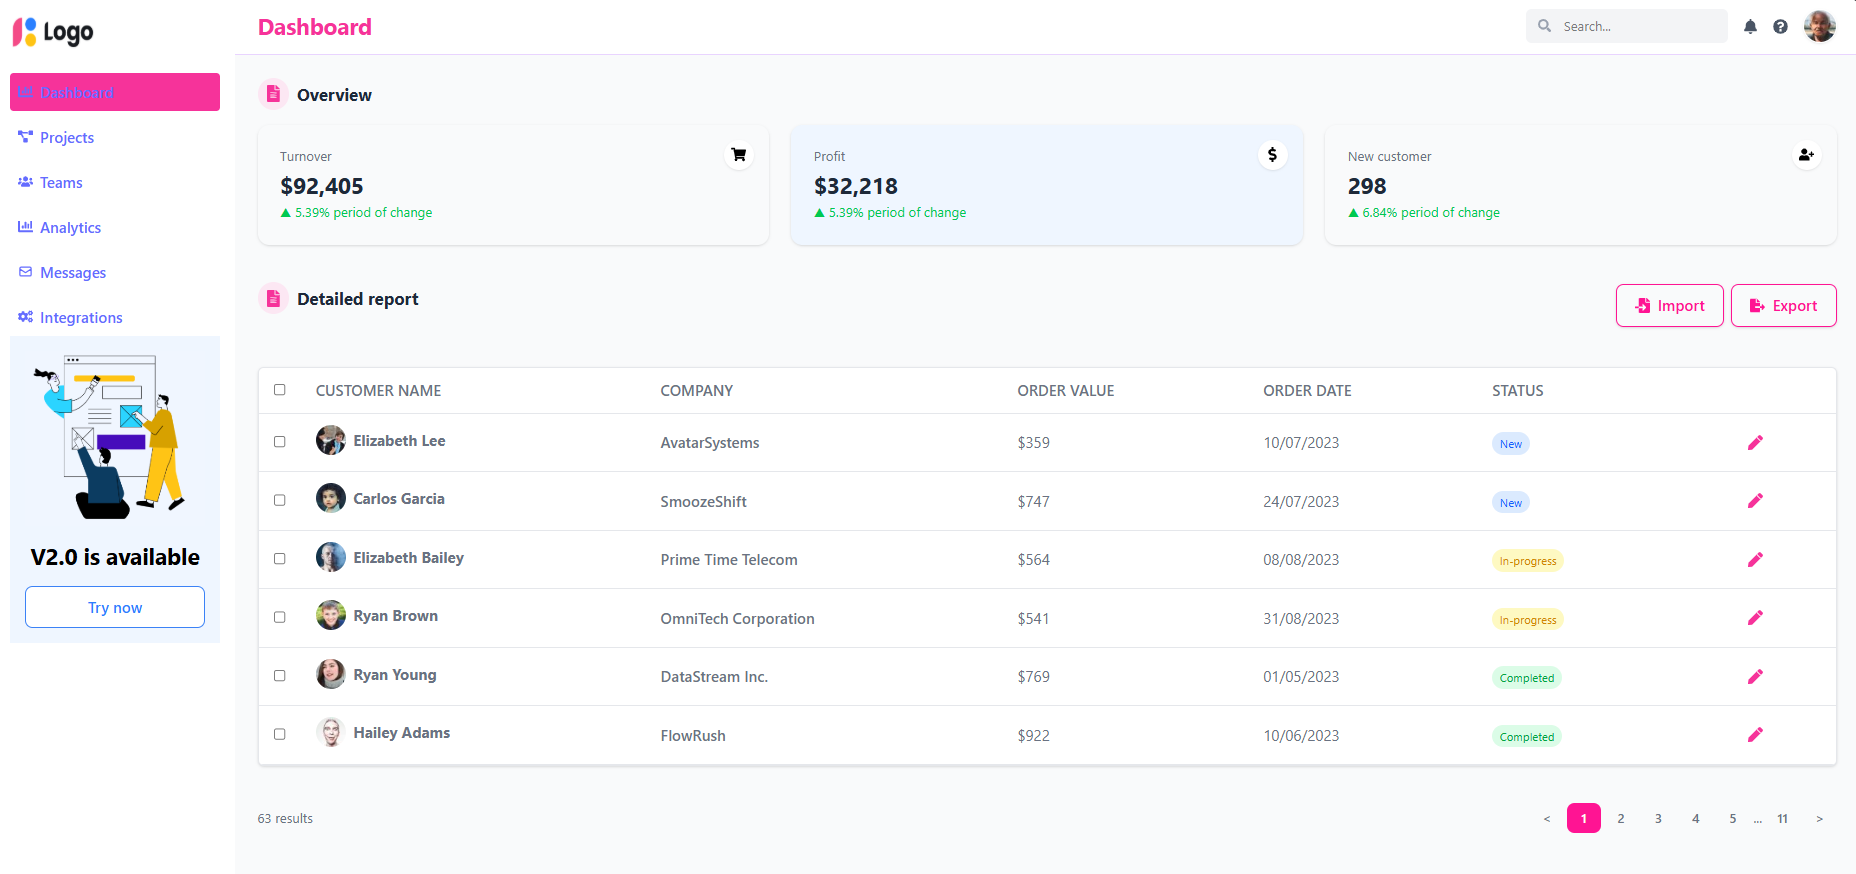 Logo
Dashboard
Search...
Dashboard
Projects
Teams
Analytics
Messages
Integrations
V2.0 is available
Try now
Overview
Turnover
$92,405
▲ 5.39% period of change
Profit
$32,218
▲ 5.39% period of change
New customer
298
▲ 6.84% period of change
Detailed report
Import Export
CUSTOMER NAME COMPANY ORDER VALUE ORDER DATE STATUS
Elizabeth Lee AvatarSystems $359 10/07/2023 New
Carlos Garcia SmoozeShift $747 24/07/2023 New
Elizabeth Bailey Prime Time Telecom $564 08/08/2023 In-progress
Ryan Brown OmniTech Corporation $541 31/08/2023 In-progress
Ryan Young DataStream Inc. $769 01/05/2023 Completed
Hailey Adams FlowRush $922 10/06/2023 Completed
63 results < 1 2 3 4 5 ... 11 >